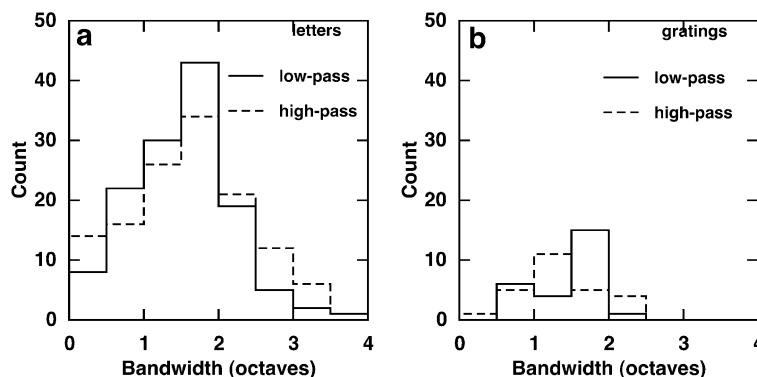 a
letters
low-pass
high-pass
Count
50
40
30
20
10
0
0 1 2 3 4
Bandwidth (octaves)
b
gratings
low-pass
high-pass
Count
50
40
30
20
10
0
0 1 2 3 4
Bandwidth (octaves)